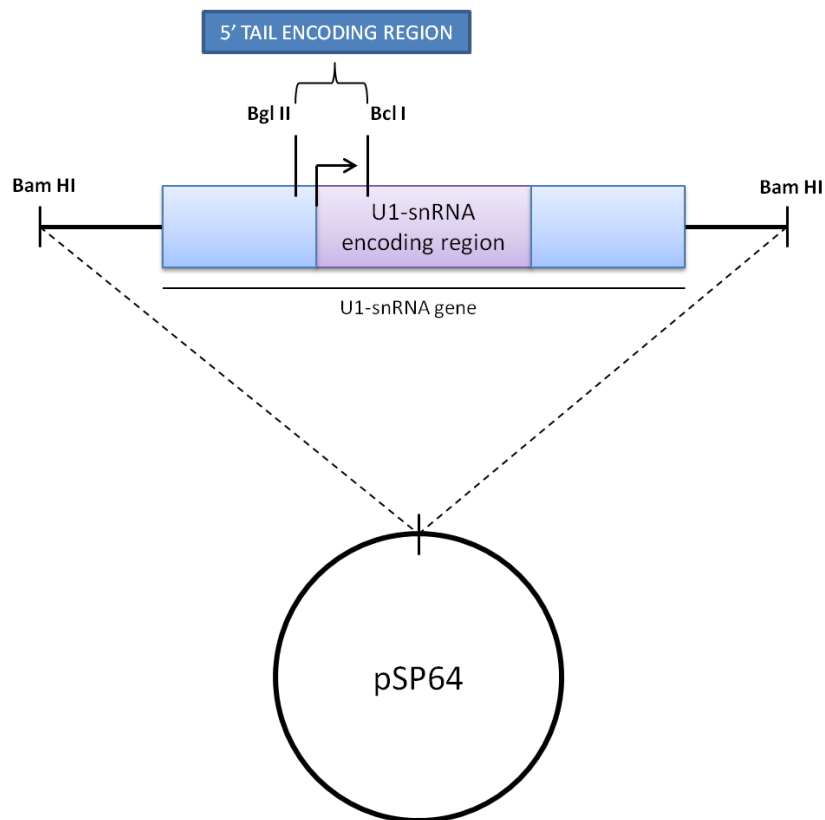 5′ TAIL ENCODING REGION
Bgl II
Bcl I
Bam HI
Bam HI
U1-snRNA
encoding region
U1-snRNA gene
pSP64